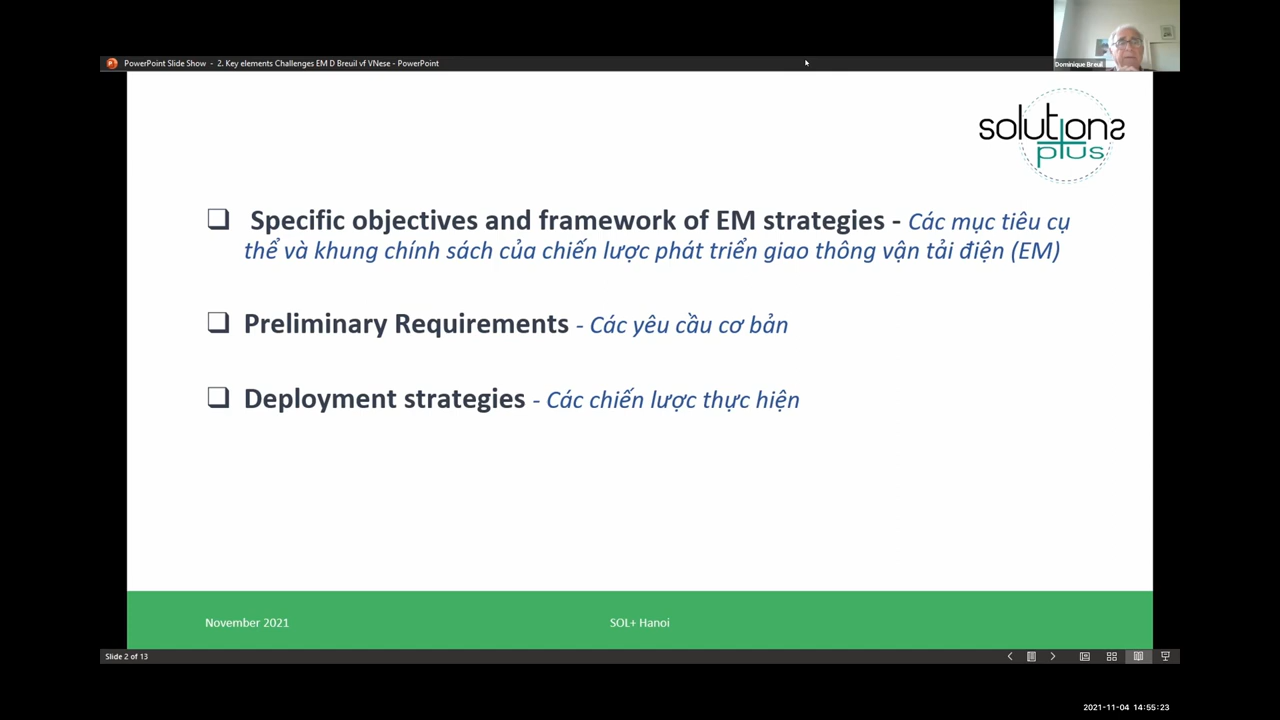 PowerPoint Slide Show - 2. Key elements Challenges EM D Breuil vf VNese - PowerPoint
Dominique Breuil
solutions
plus
❑ Specific objectives and framework of EM strategies - Các mục tiêu cụ
thể và khung chính sách của chiến lược phát triển giao thông vận tải điện (EM)
❑ Preliminary Requirements - Các yêu cầu cơ bản
❑ Deployment strategies - Các chiến lược thực hiện
November 2021
SOL+ Hanoi
Slide 2 of 13
2021-11-04 14:55:23